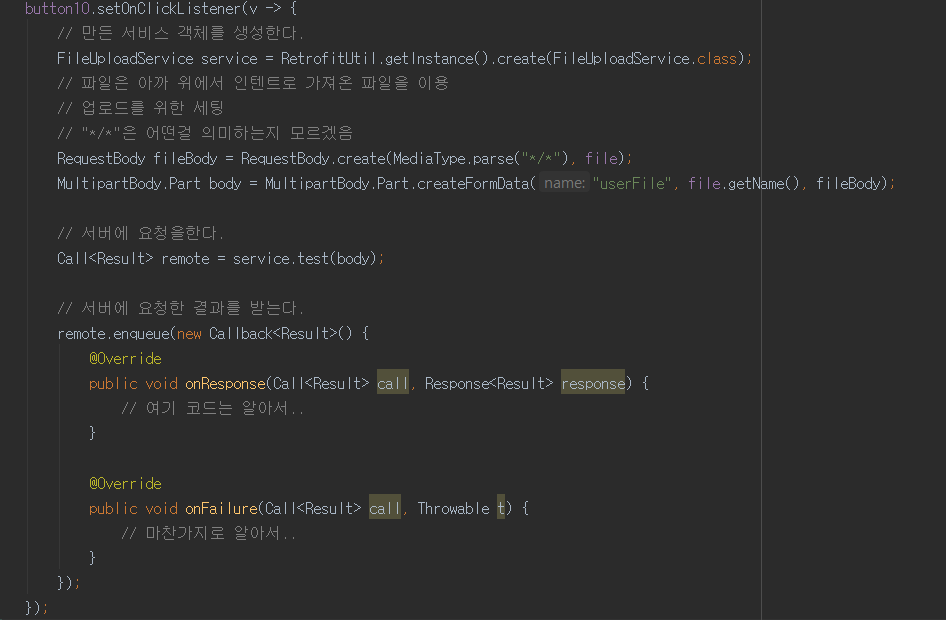 button10.setOnClickListener(v -> {
// 만든 서비스 객체를 생성한다.
FileUploadService service = RetrofitUtil.getInstance().create(FileUploadService.class);
// 파일은 아까 위에서 인텐트로 가져온 파일을 이용
// 업로드를 위한 세팅
// "*/*"은 어떤걸 의미하는지 모르겠음
RequestBody fileBody = RequestBody.create(MediaType.parse("*/*"), file);
MultipartBody.Part body = MultipartBody.Part.createFormData( name: "userFile", file.getName(), fileBody);
// 서버에 요청을한다.
Call<Result> remote = service.test(body);
// 서버에 요청한 결과를 받는다.
remote.enqueue(new Callback<Result>() {
@Override
public void onResponse(Call<Result> call, Response<Result> response) {
// 여기 코드는 알아서..
}
@Override
public void onFailure(Call<Result> call, Throwable t) {
// 마찬가지로 알아서..
}
});
});